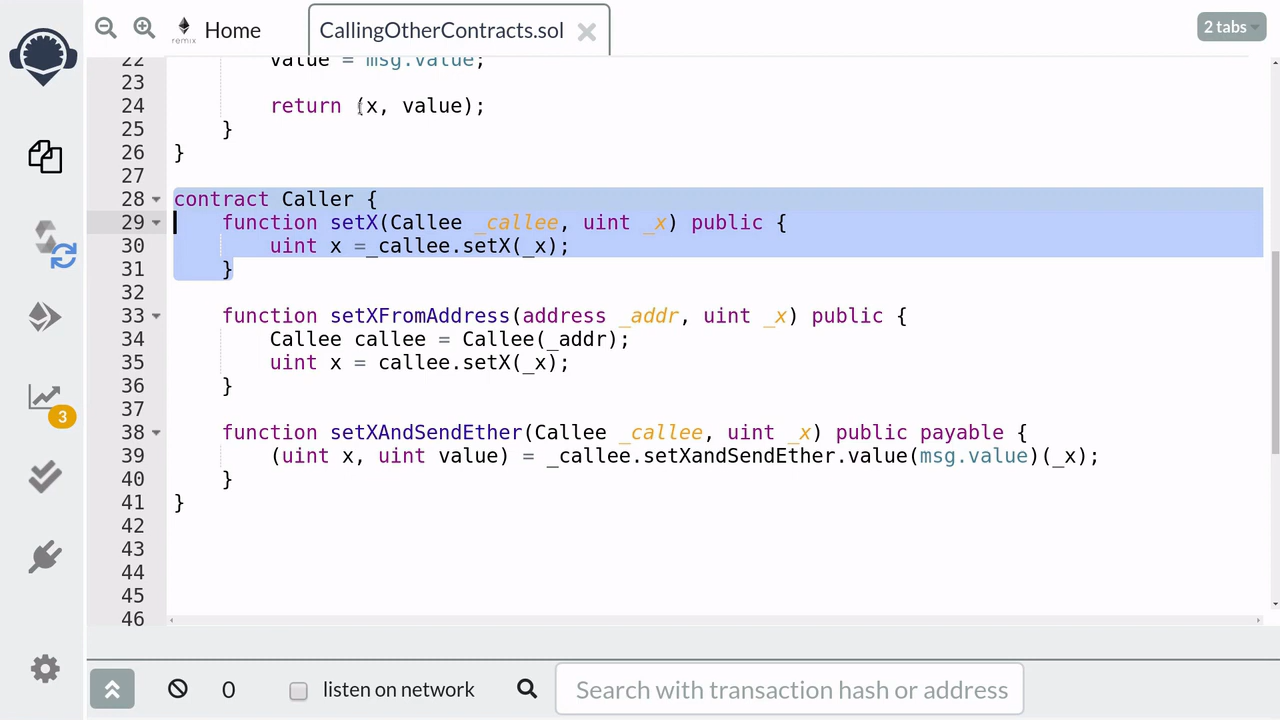 Home
CallingOtherContracts.sol
2 tabs
remix
22 value = msg.value;
23
24 return (x, value);
25 }
26 }
27
28 contract Caller {
29 function setX(Callee _callee, uint _x) public {
30 uint x =_callee.setX(_x);
31 }
32
33 function setXFromAddress(address _addr, uint _x) public {
34 Callee callee = Callee(_addr);
35 uint x = callee.setX(_x);
36 }
37
38 function setXAndSendEther(Callee _callee, uint _x) public payable {
39 (uint x, uint value) = _callee.setXandSendEther.value(msg.value)(_x);
40 }
41 }
42
43
44
45
46
3
0
listen on network
Search with transaction hash or address